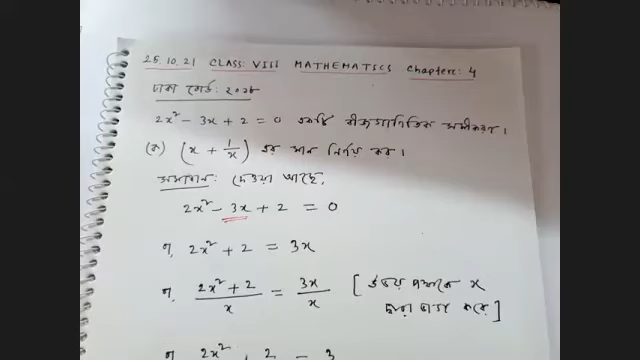 25.10.21 CLASS: VIII MATHEMATICS Chapter: 4
ঢাকা বোর্ড: ২০১৮
2x² - 3x + 2 = 0 একটি বীজগাণিতিক সমীকরণ।
(ক) (x + 1/x) এর মান নির্ণয় কর।
সমাধান: দেওয়া আছে,
2x² - 3x + 2 = 0
বা, 2x² + 2 = 3x
বা, (2x² + 2)/x = 3x/x [উভয় পক্ষকে x
দ্বারা ভাগ করে]